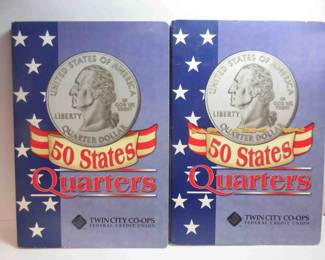 UNITED STATES OF AMERICA
LIBERTY
IN
GOD WE
TRUST
QUARTER DOLLAR
50 States
Quarters
TWIN CITY CO-OPS
FEDERAL CREDIT UNION
UNITED STATES OF AMERICA
LIBERTY
IN
GOD WE
TRUST
QUARTER DOLLAR
50 States
Quarters
TWIN CITY CO-OPS
FEDERAL CREDIT UNION